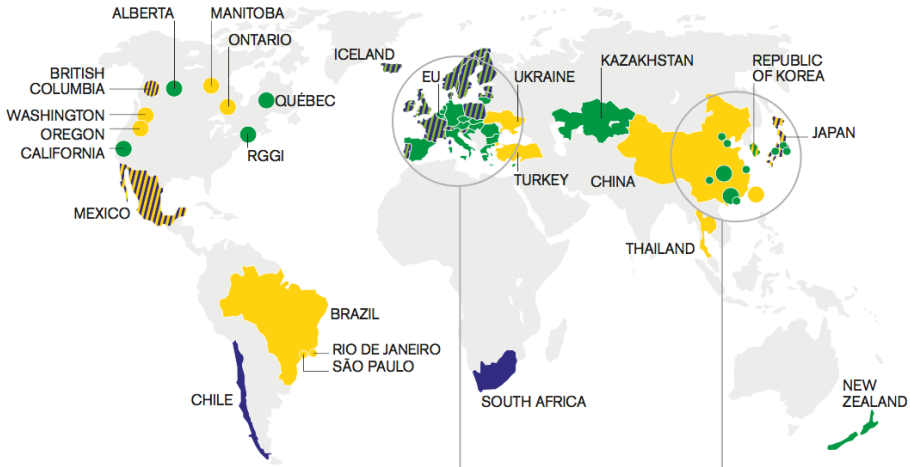 ALBERTA
MANITOBA
ONTARIO
BRITISH
COLUMBIA
WASHINGTON
OREGON
CALIFORNIA
QUÉBEC
RGGI
MEXICO
ICELAND
EU
UKRAINE
TURKEY
KAZAKHSTAN
CHINA
REPUBLIC
OF KOREA
JAPAN
THAILAND
BRAZIL
RIO DE JANEIRO
SÃO PAULO
CHILE
SOUTH AFRICA
NEW
ZEALAND